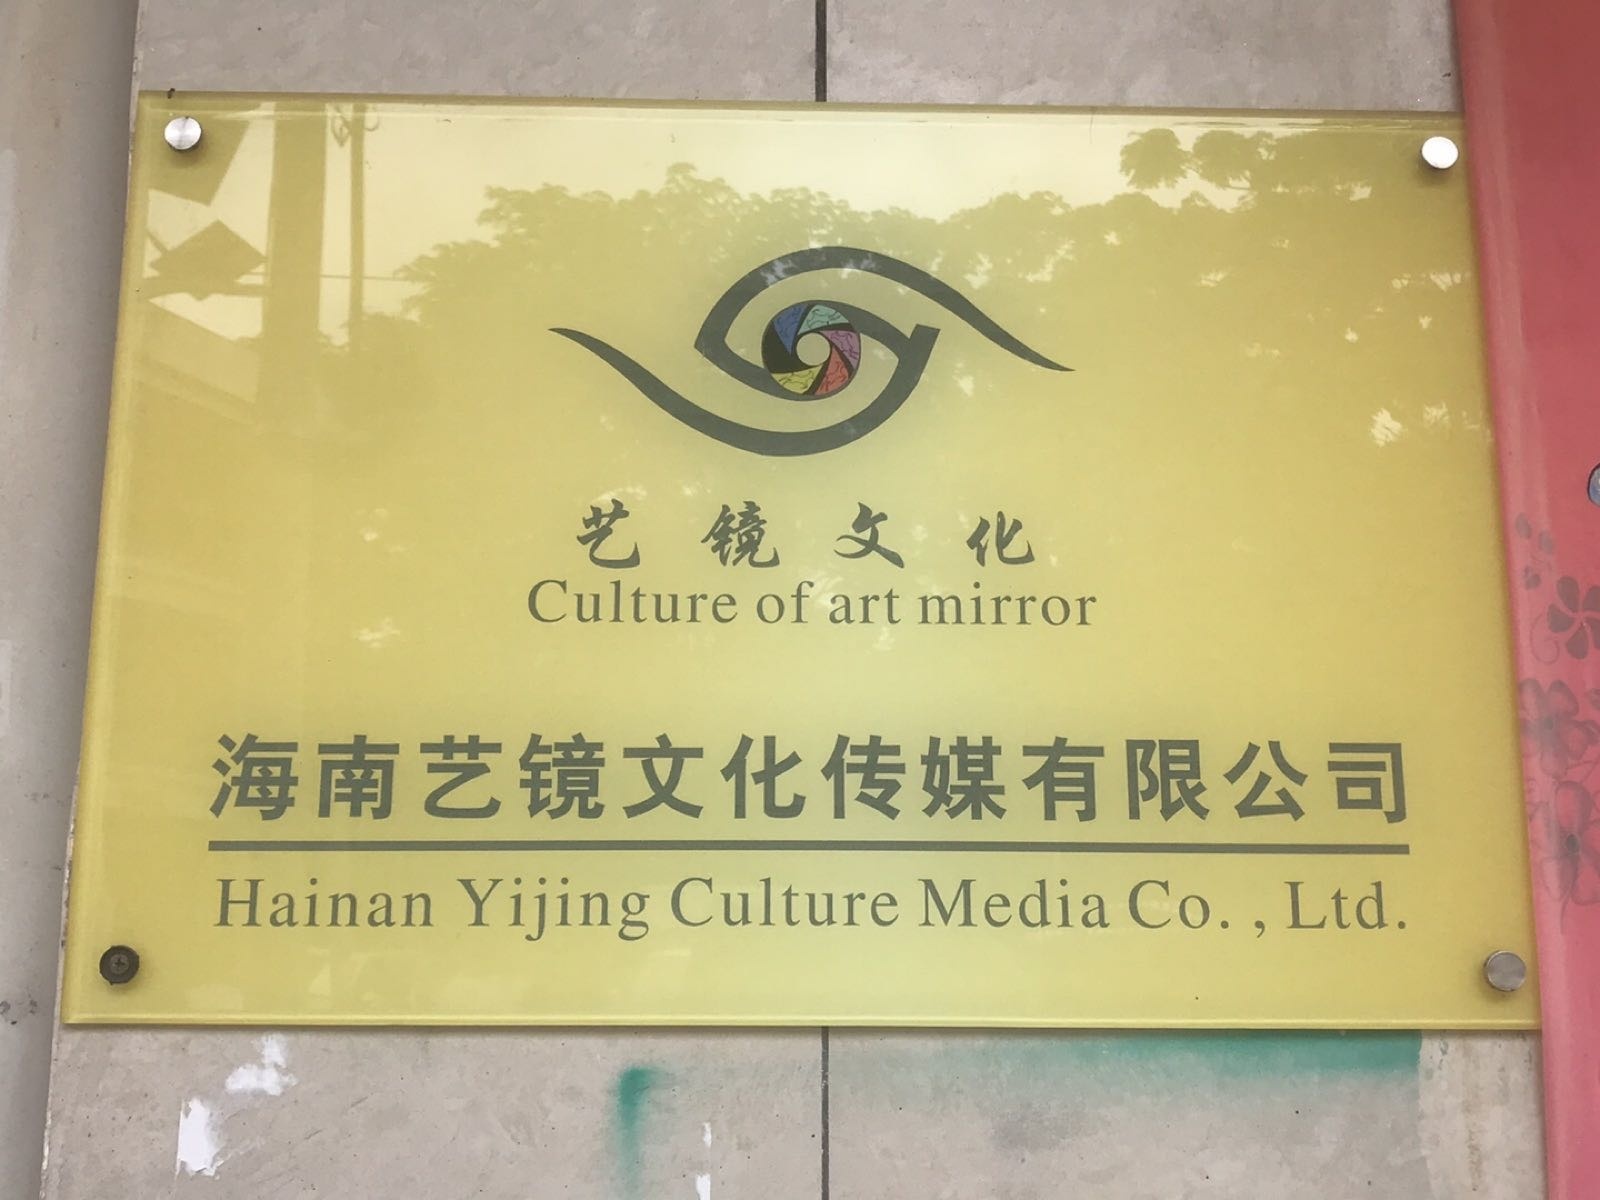 艺镜文化
Culture of art mirror
海南艺镜文化传媒有限公司
Hainan Yijing Culture Media Co. , Ltd.